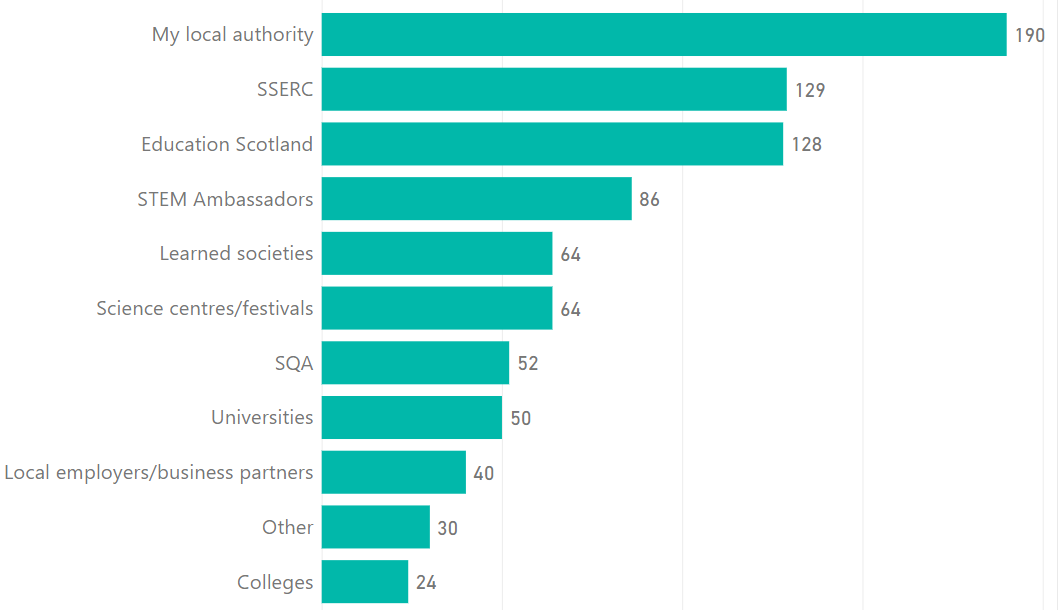 My local authority 190
SSERC 129
Education Scotland 128
STEM Ambassadors 86
Learned societies 64
Science centres/festivals 64
SQA 52
Universities 50
Local employers/business partners 40
Other 30
Colleges 24